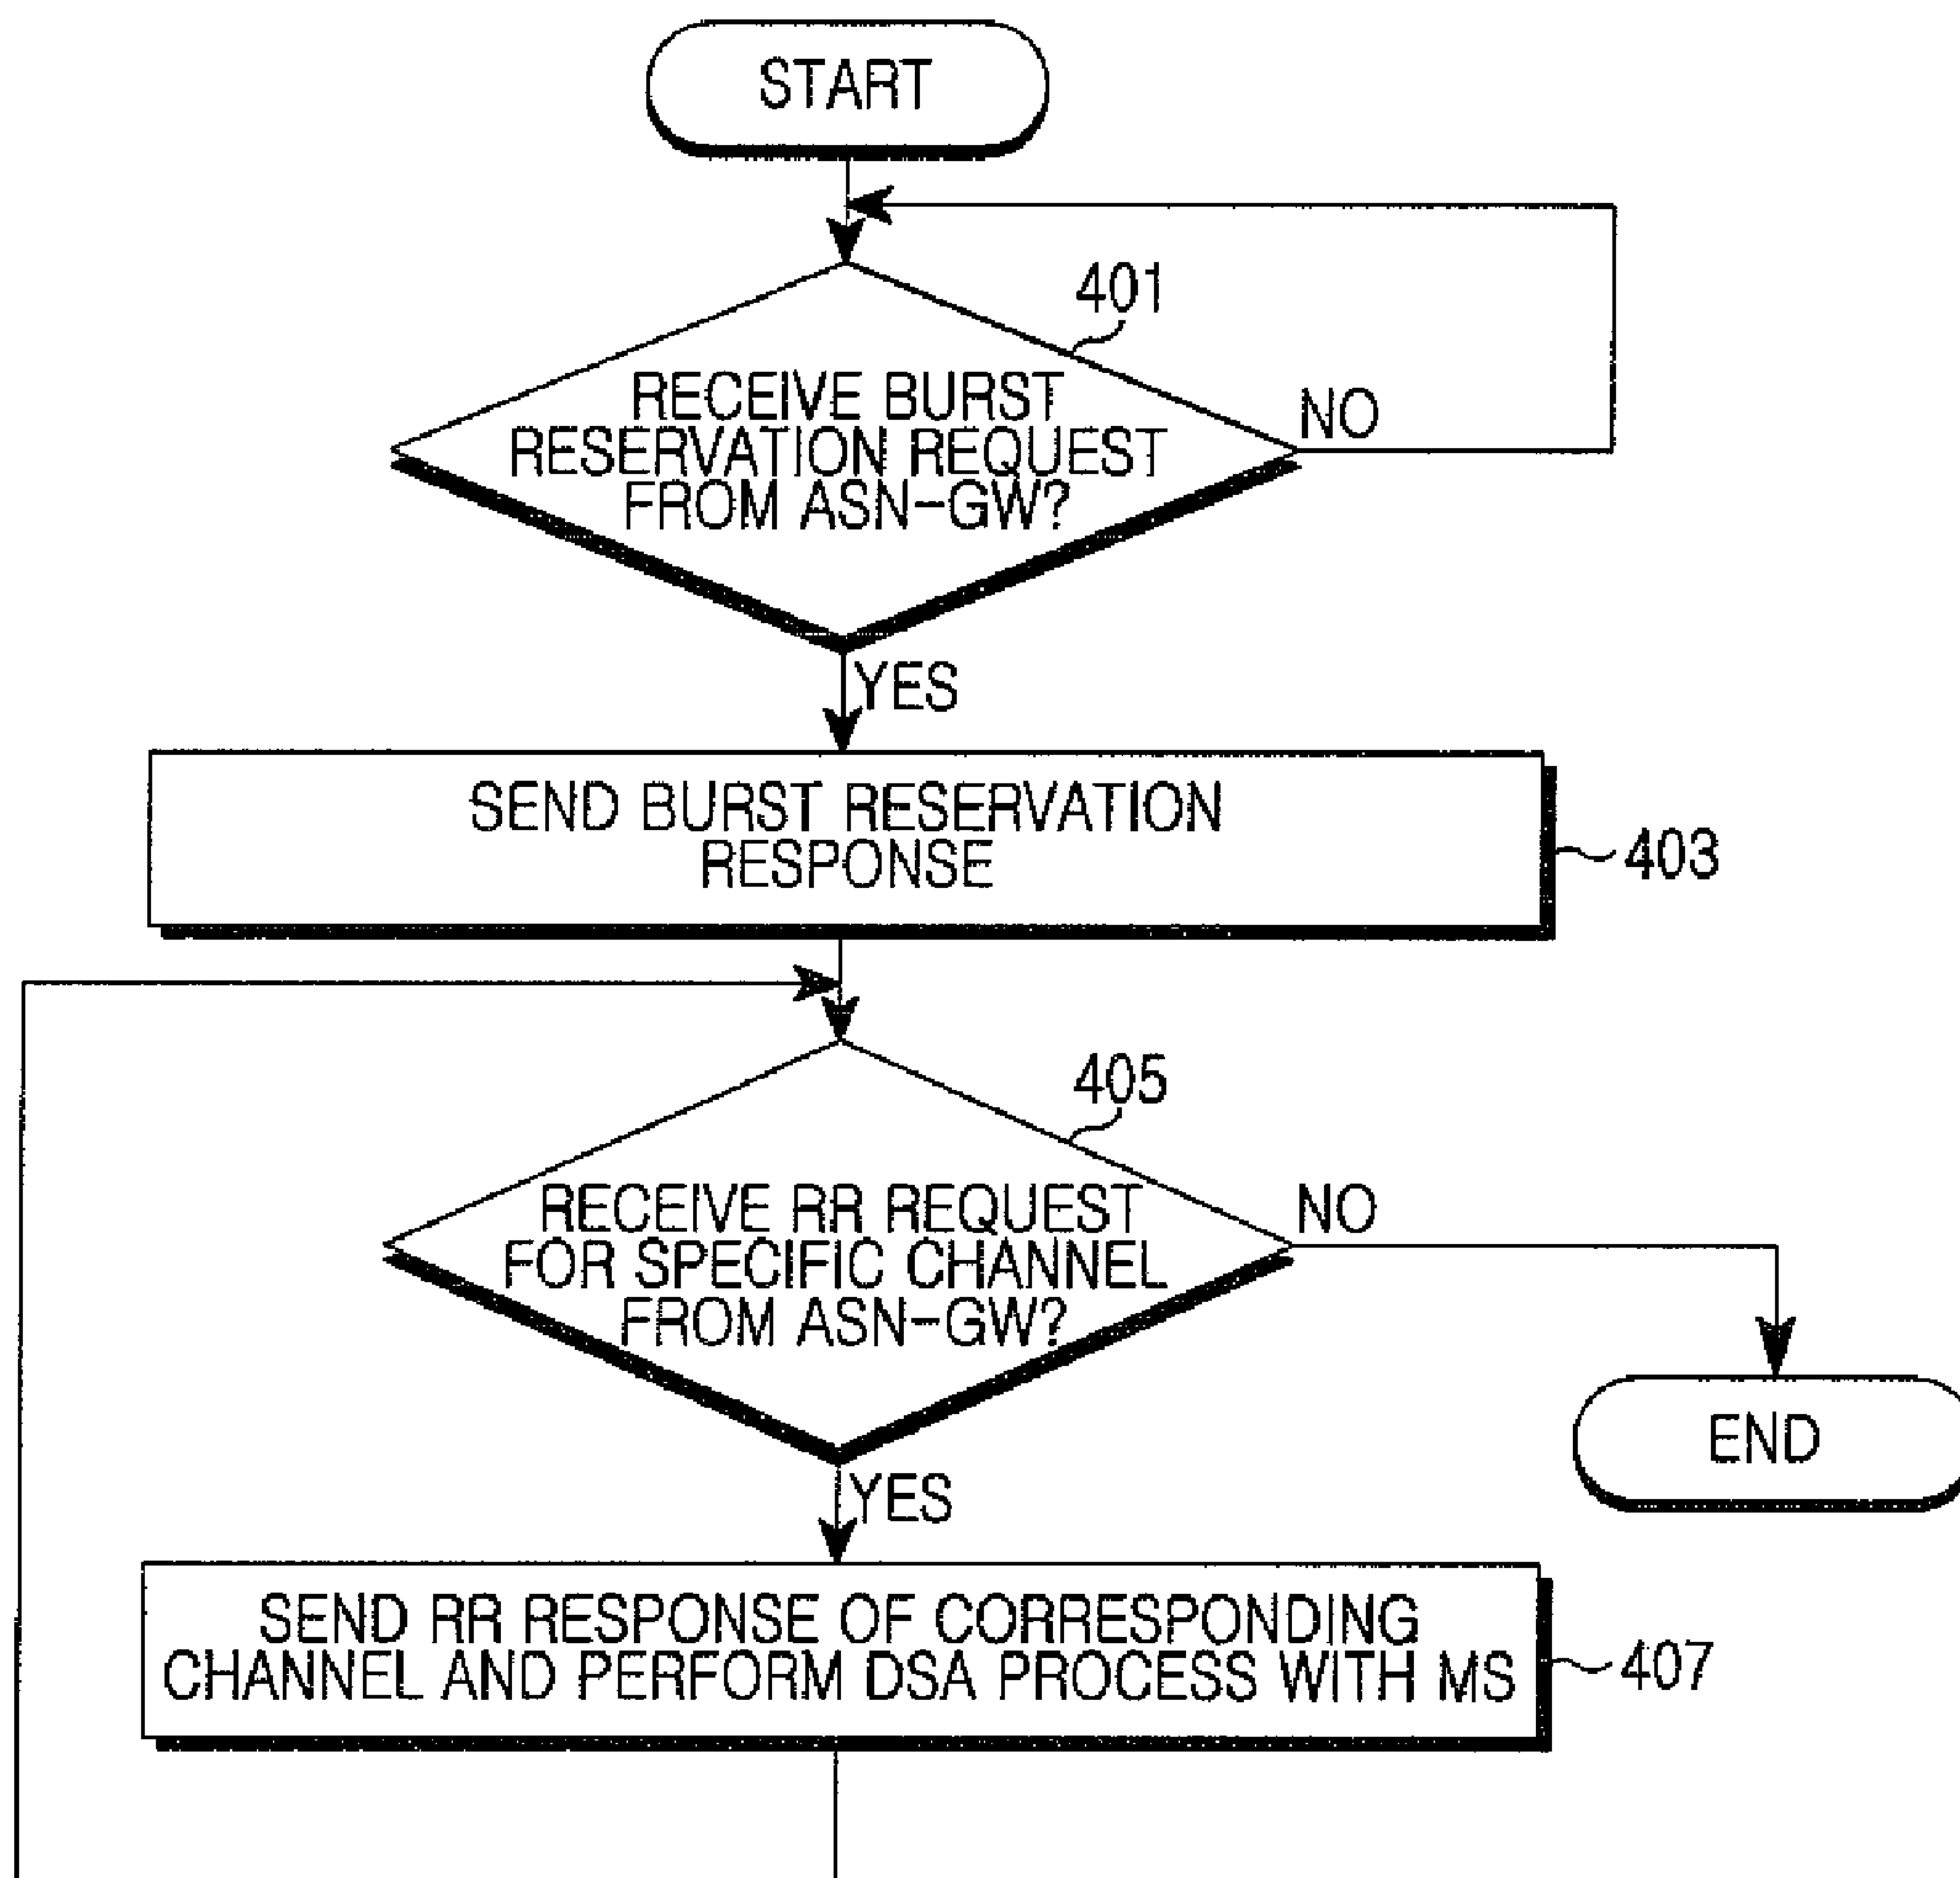 START
401
RECEIVE BURST
RESERVATION REQUEST
FROM ASN-GW?
NO
YES
SEND BURST RESERVATION
RESPONSE
403
405
RECEIVE RR REQUEST
FOR SPECIFIC CHANNEL
FROM ASN-GW?
NO
END
YES
SEND RR RESPONSE OF CORRESPONDING
CHANNEL AND PERFORM DSA PROCESS WITH MS
407